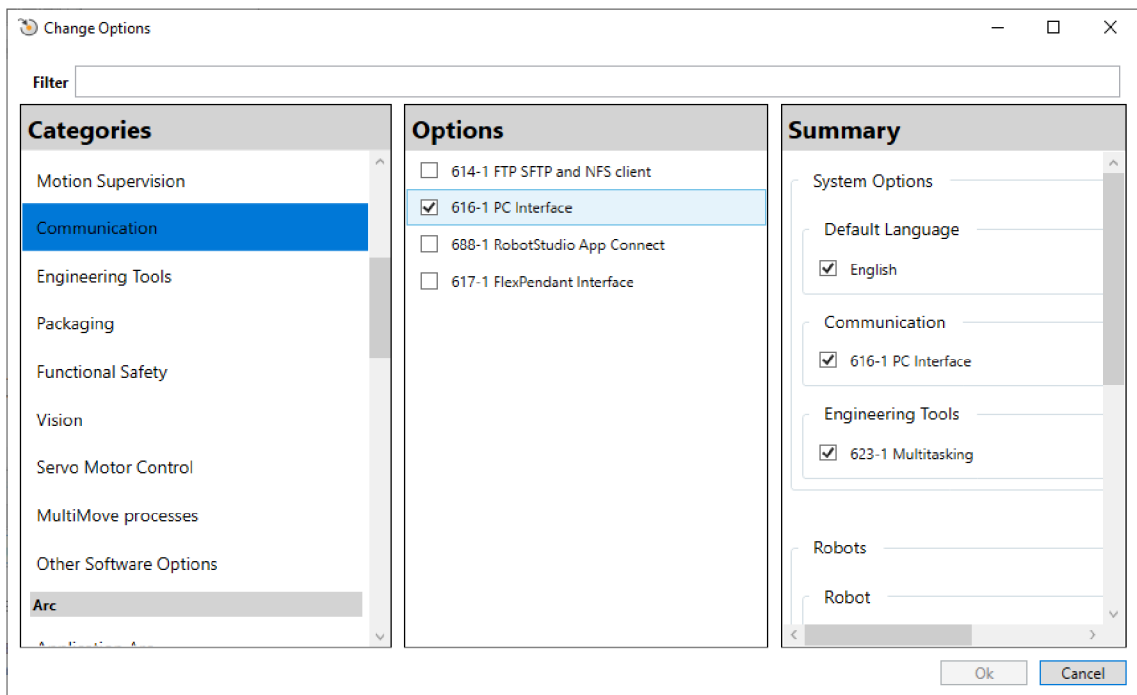 Change Options
Filter
Categories
Motion Supervision
Communication
Engineering Tools
Packaging
Functional Safety
Vision
Servo Motor Control
MultiMove processes
Other Software Options
Arc
Options
614-1 FTP SFTP and NFS client
616-1 PC Interface
688-1 RobotStudio App Connect
617-1 FlexPendant Interface
Summary
System Options
Default Language
English
Communication
616-1 PC Interface
Engineering Tools
623-1 Multitasking
Robots
Robot
Ok
Cancel